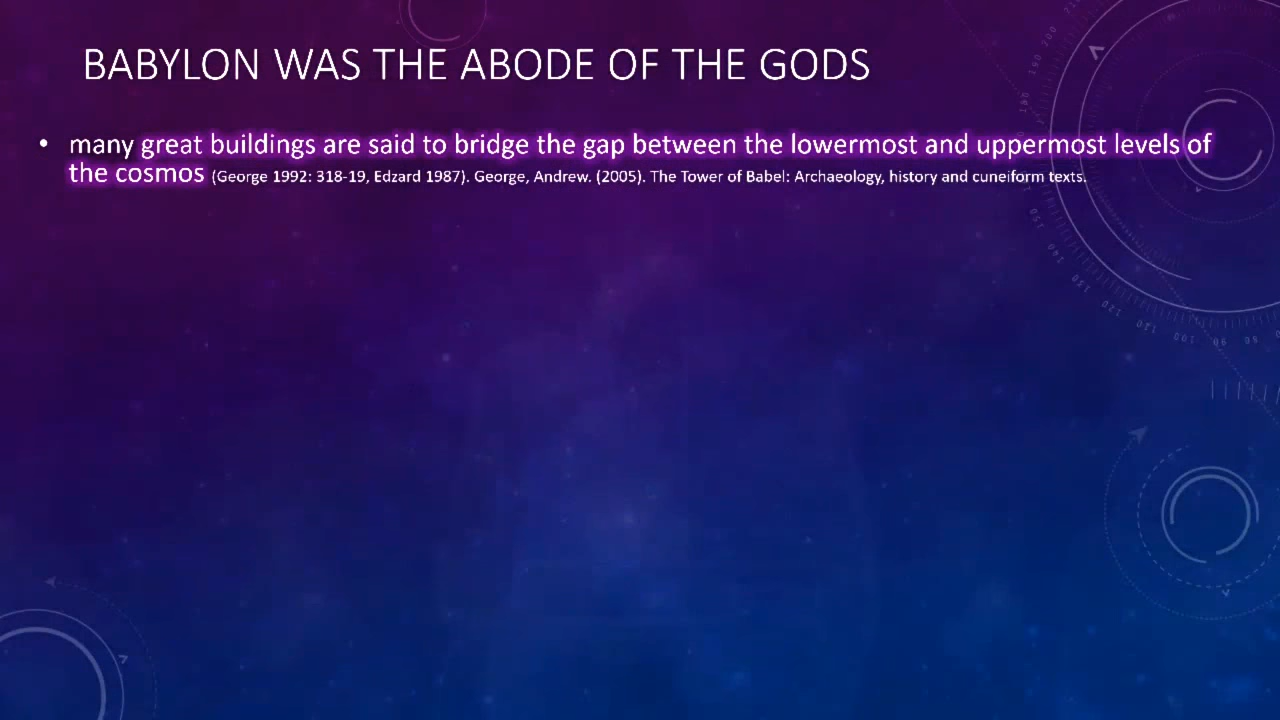 BABYLON WAS THE ABODE OF THE GODS
• many great buildings are said to bridge the gap between the lowermost and uppermost levels of
the cosmos (George 1992: 318-19, Edzard 1987). George, Andrew. (2005). The Tower of Babel: Archaeology, history and cuneiform texts.